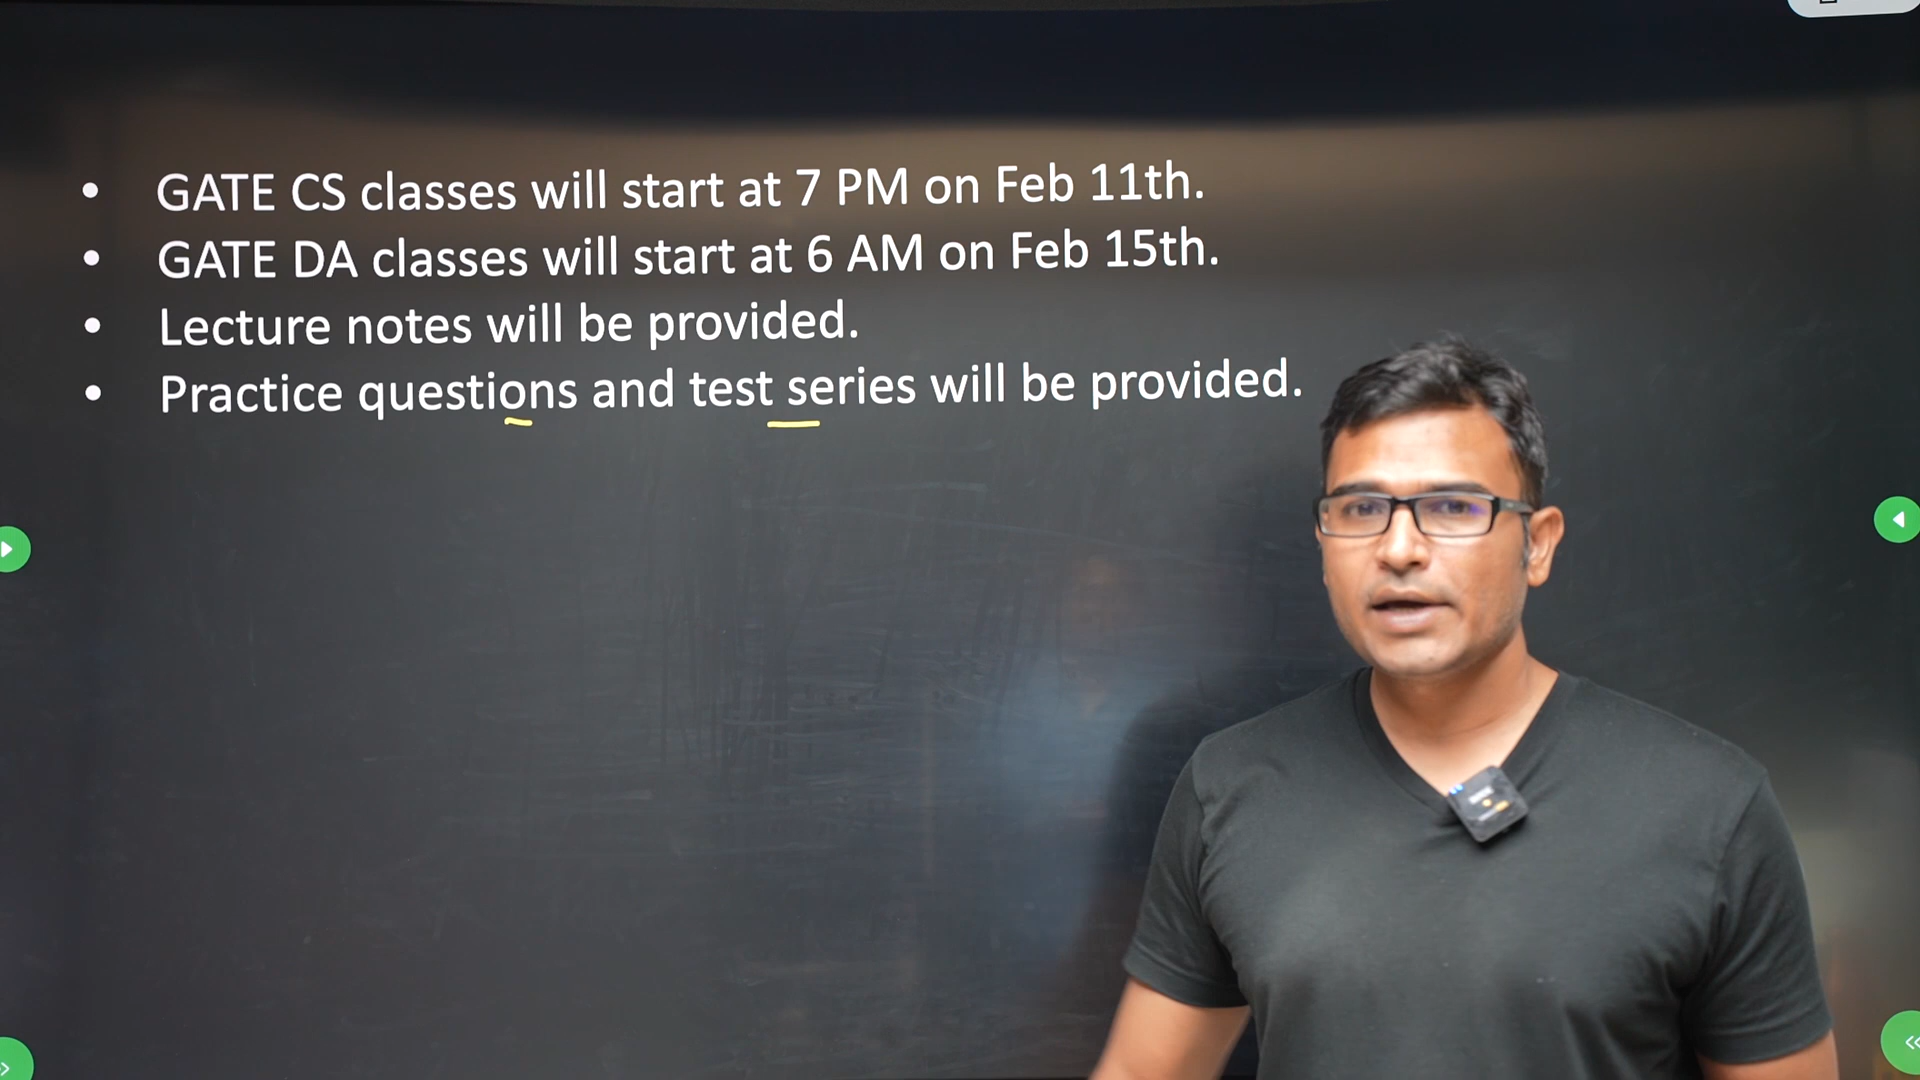 • GATE CS classes will start at 7 PM on Feb 11th.
• GATE DA classes will start at 6 AM on Feb 15th.
• Lecture notes will be provided.
• Practice questions and test series will be provided.